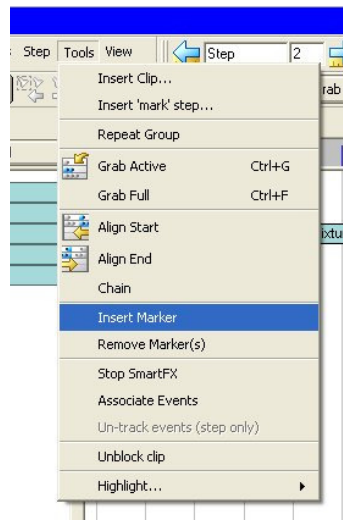 Step Tools View Step 2
rab
Insert Clip...
Insert 'mark' step...
Repeat Group
Grab Active Ctrl+G
Grab Full Ctrl+F
Align Start
ixtu
Align End
Chain
Insert Marker
Remove Marker(s)
Stop SmartFX
Associate Events
Un-track events (step only)
Unblock clip
Highlight...